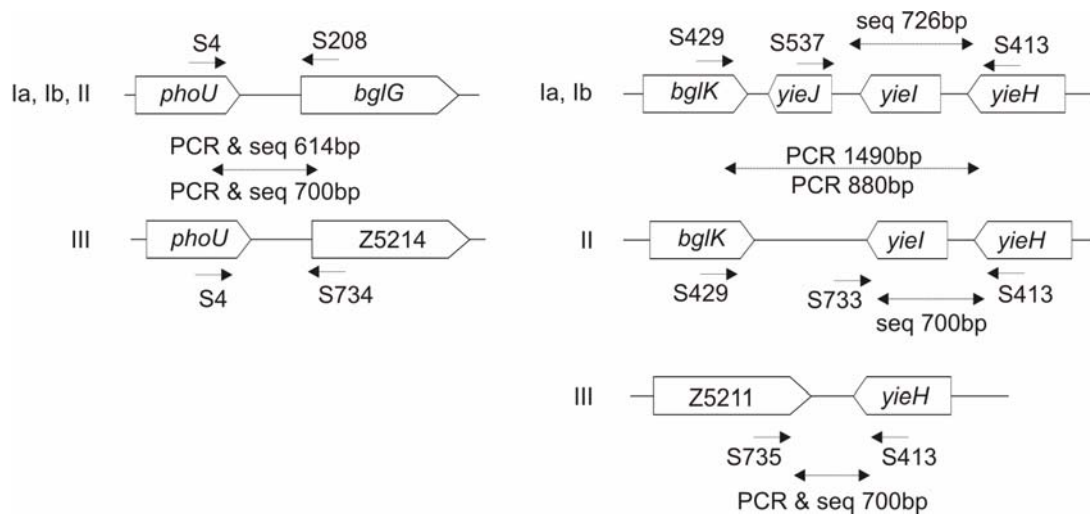 S4 S208
Ia, Ib, II phoU bglG
PCR & seq 614bp
PCR & seq 700bp
III phoU Z5214
S4 S734
seq 726bp
S429 S537 S413
Ia, Ib bglK yieJ yieI yieH
PCR 1490bp
PCR 880bp
II bglK yieI yieH
S429 S733 S413
seq 700bp
III Z5211 yieH
S735 S413
PCR & seq 700bp